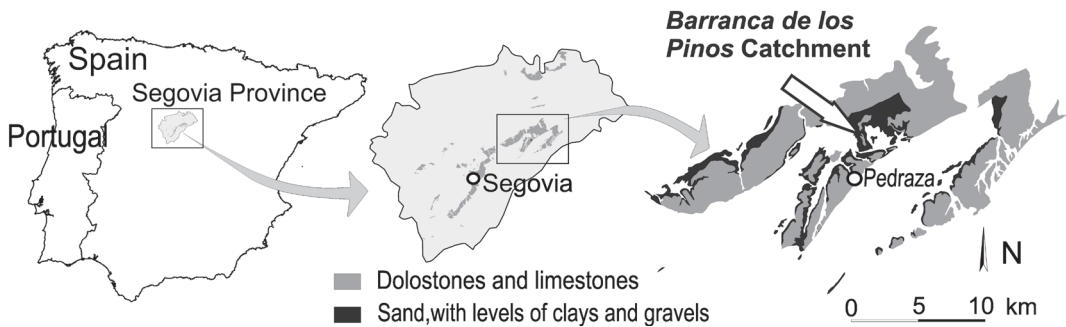 Spain
Segovia Province
Portugal
Segovia
Barranca de los
Pinos Catchment
Pedraza
N
Dolostones and limestones
Sand,with levels of clays and gravels
0 5 10 km